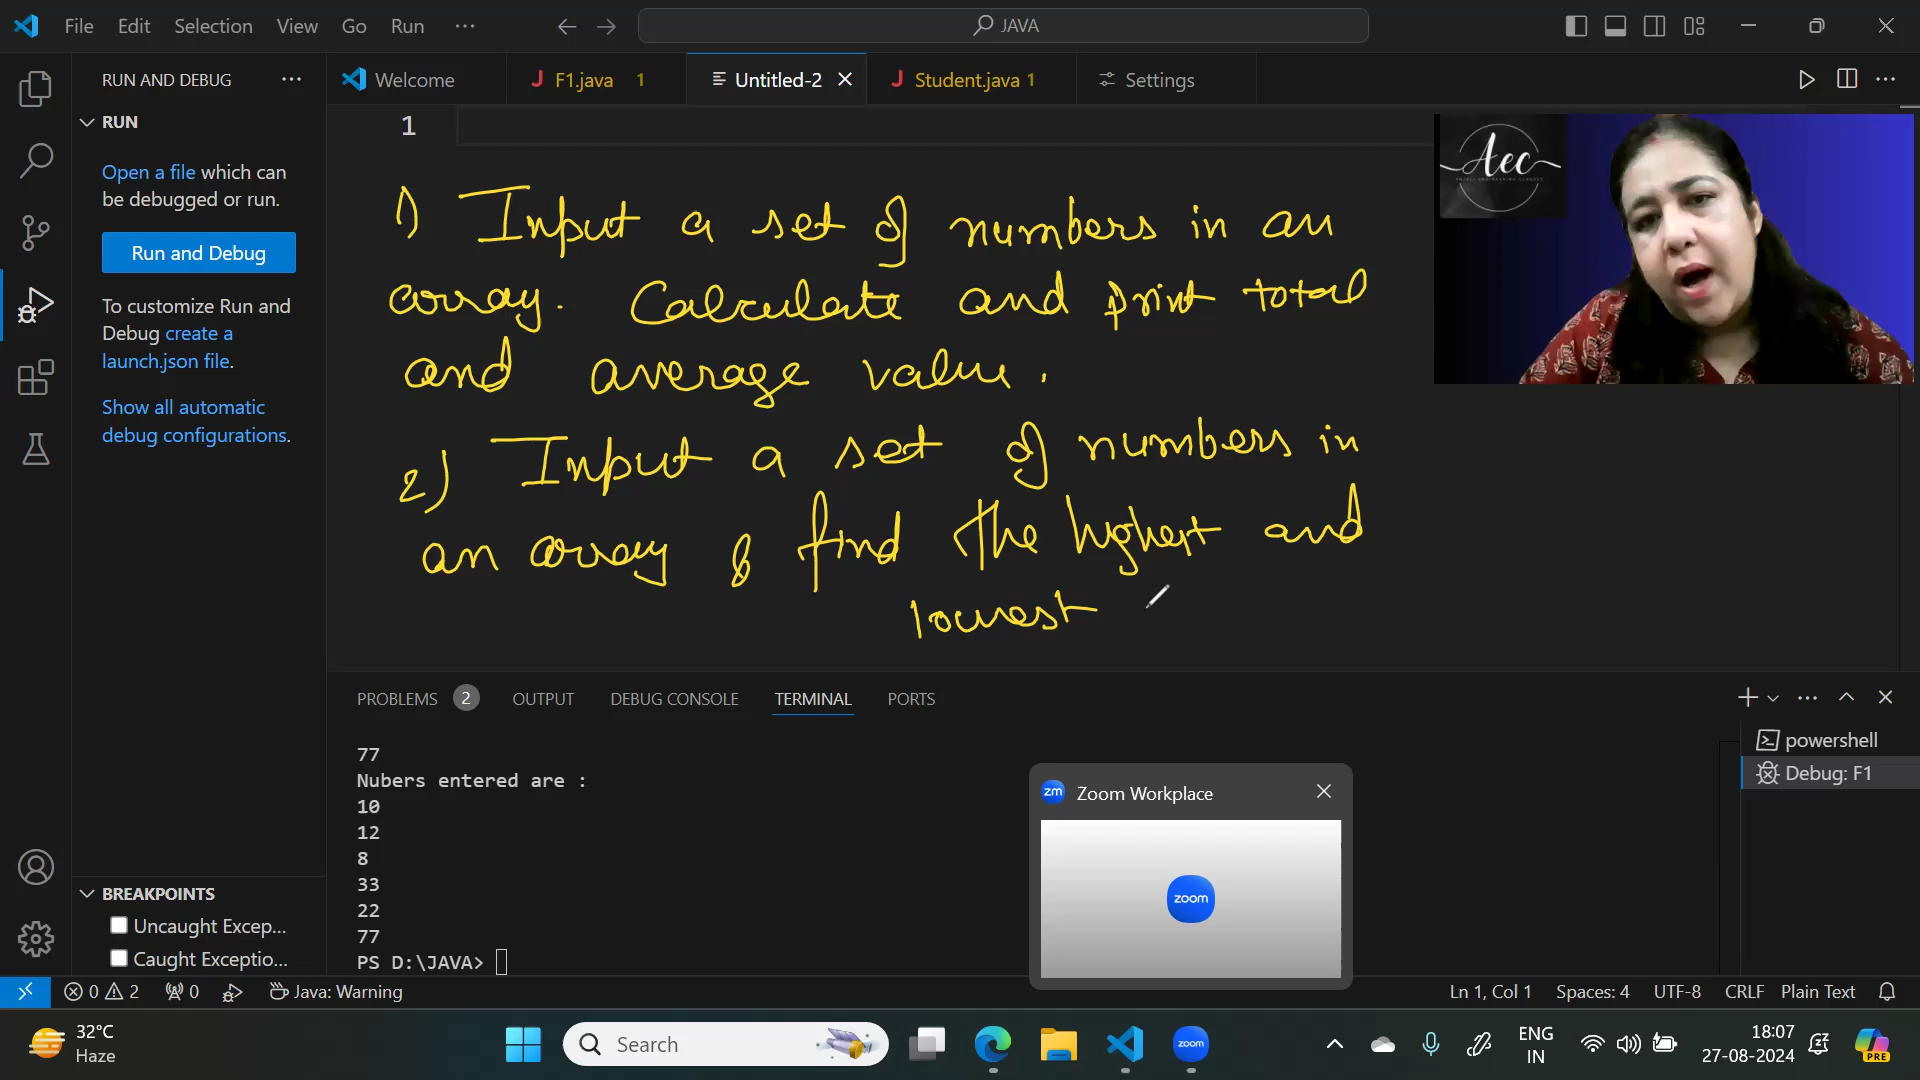 File Edit Selection View Go Run ... JAVA
RUN AND DEBUG ...
Welcome
J F1.java 1
Untitled-2
J Student.java 1
Settings
RUN
Open a file which can
be debugged or run.
Run and Debug
To customize Run and
Debug create a
launch.json file.
Show all automatic
debug configurations.
BREAKPOINTS
Uncaught Excep...
Caught Exceptio...
1
1) Input a set of numbers in an
array. Calculate and print total
and average value.
2) Input a set of numbers in
an array & find the highest and
lowest
Aec
PROBLEMS 2 OUTPUT DEBUG CONSOLE TERMINAL PORTS
77
Nubers entered are :
10
12
8
33
22
77
PS D:\JAVA>
powershell
Debug: F1
zm Zoom Workplace
zoom
0 2 0 Java: Warning
Ln 1, Col 1 Spaces: 4 UTF-8 CRLF Plain Text
32°C
Haze
Search
zoom
ENG
IN
18:07
27-08-2024
PRE